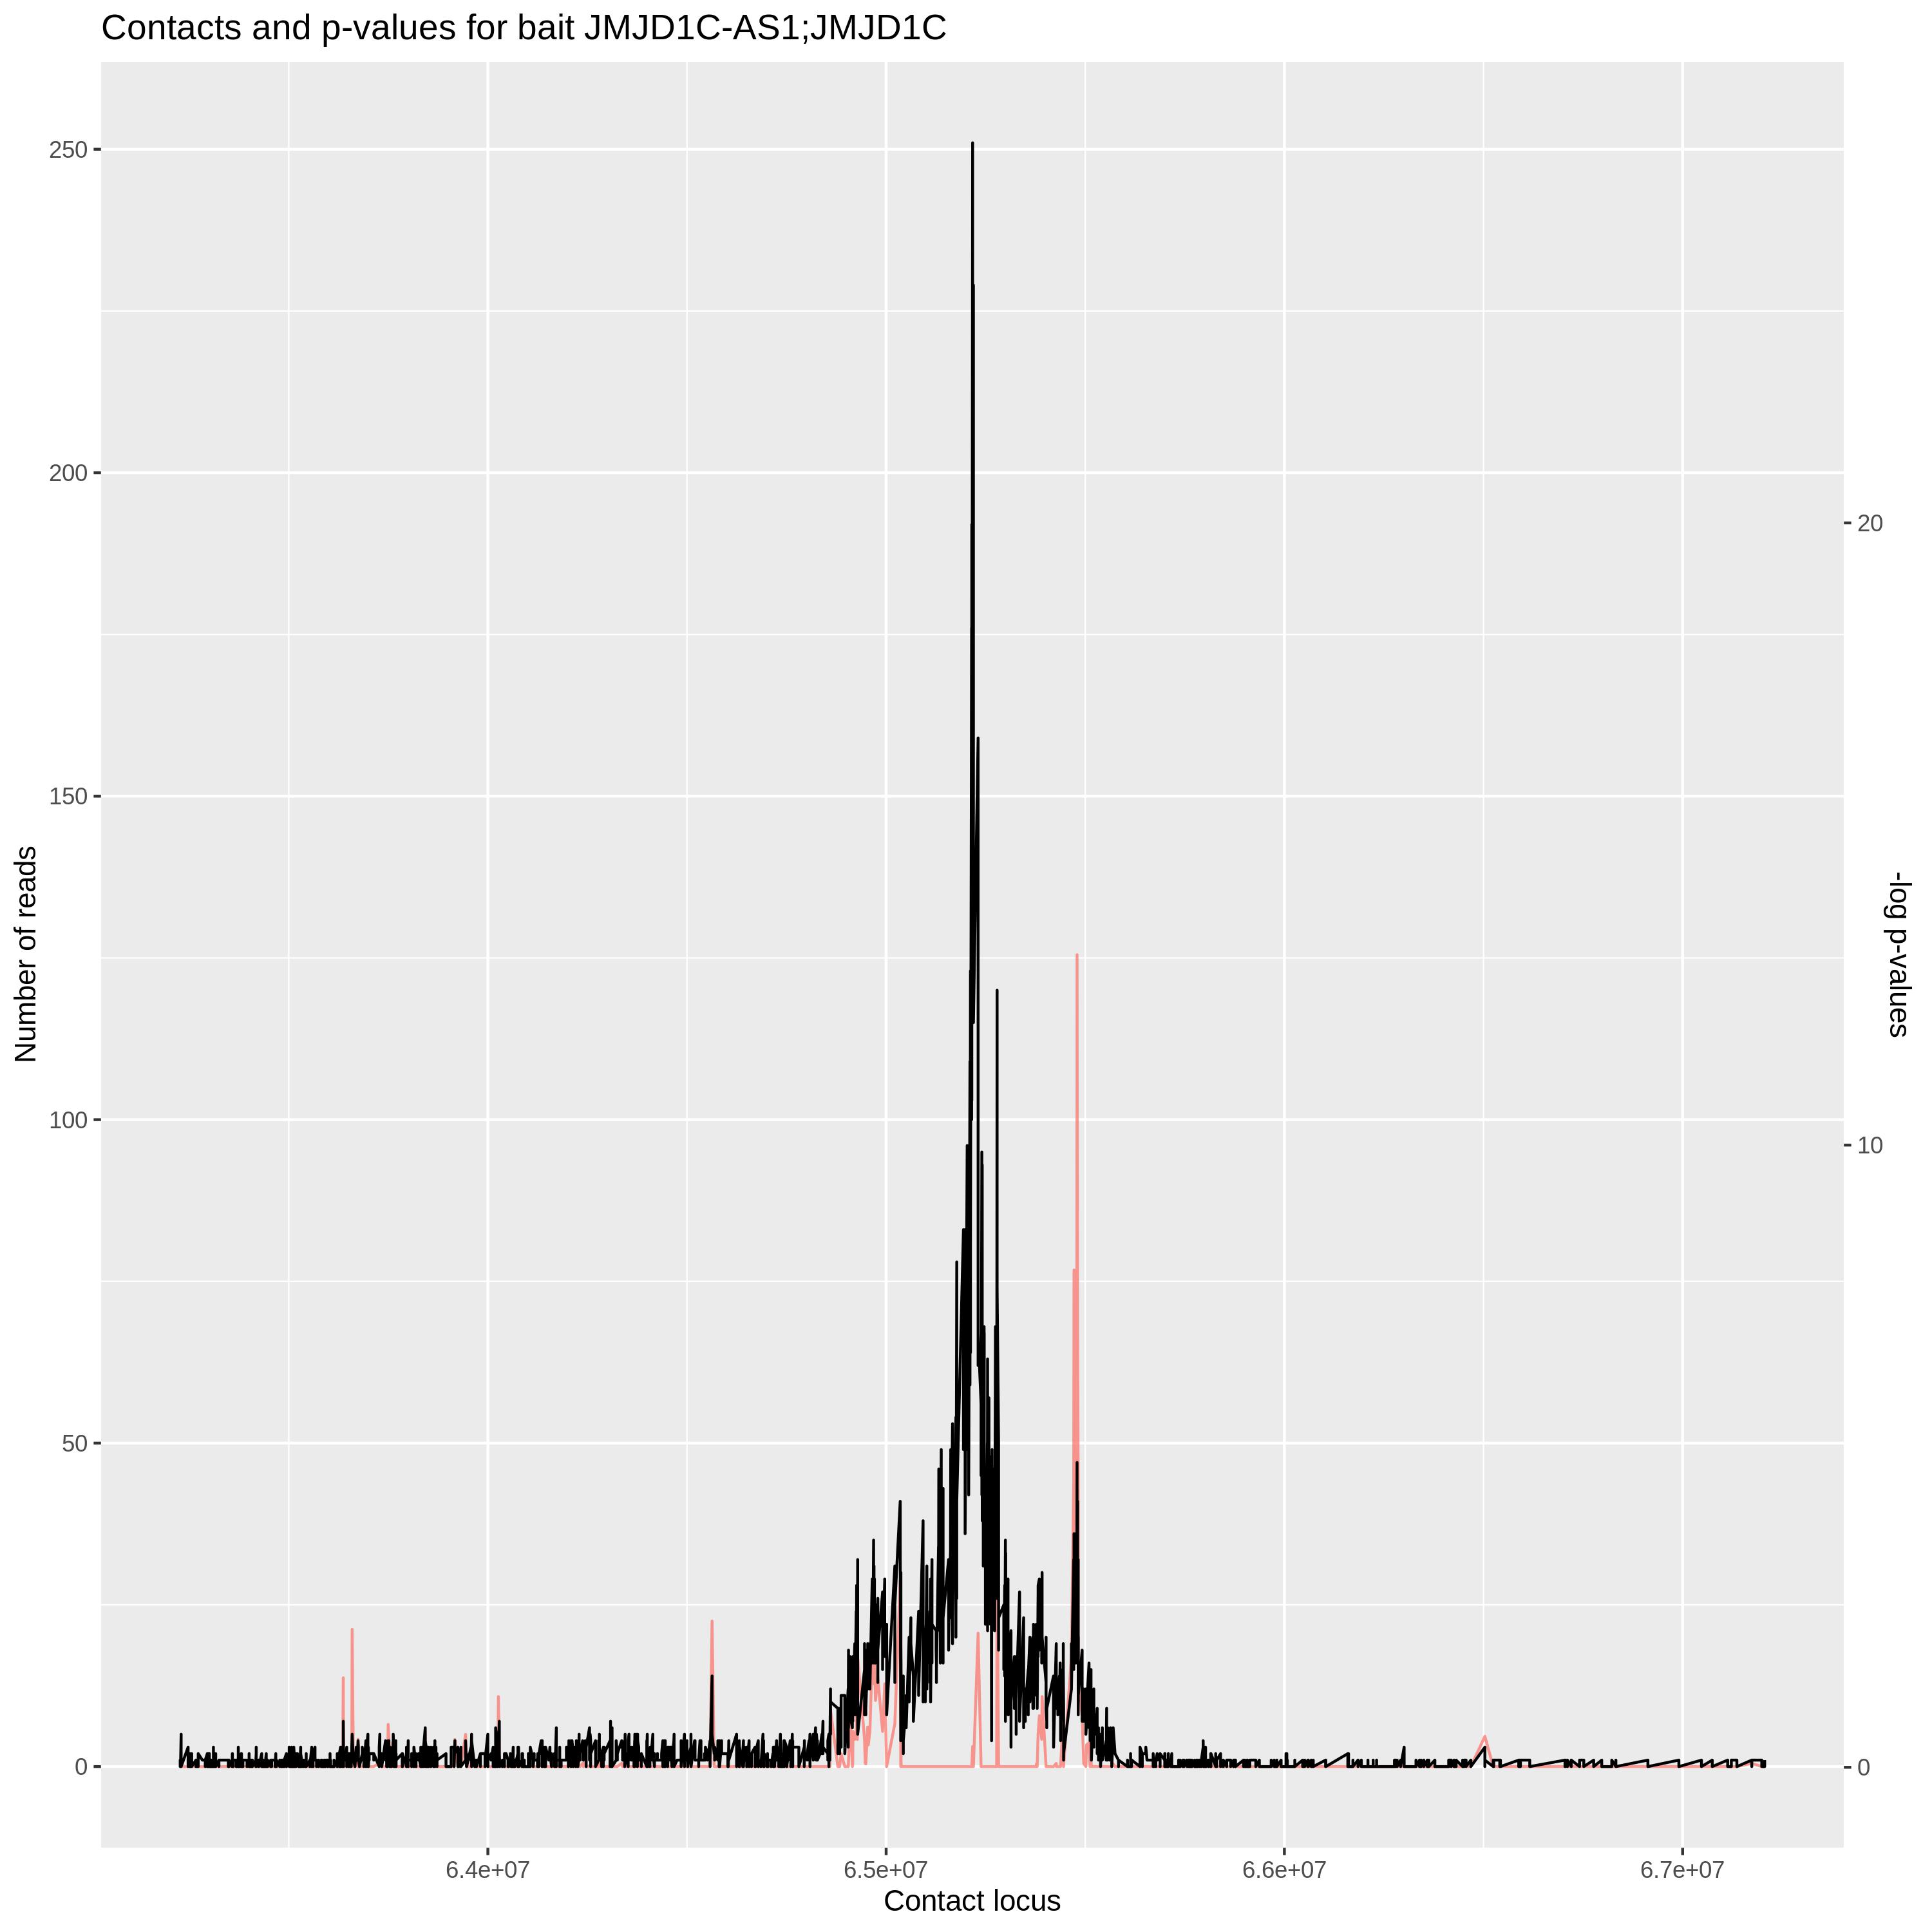 Contacts and p-values for bait JMJD1C-AS1;JMJD1C
250
200
150
100
50
0
Number of reads
20
10
0
-log p-values
6.4e+07 6.5e+07 6.6e+07 6.7e+07
Contact locus